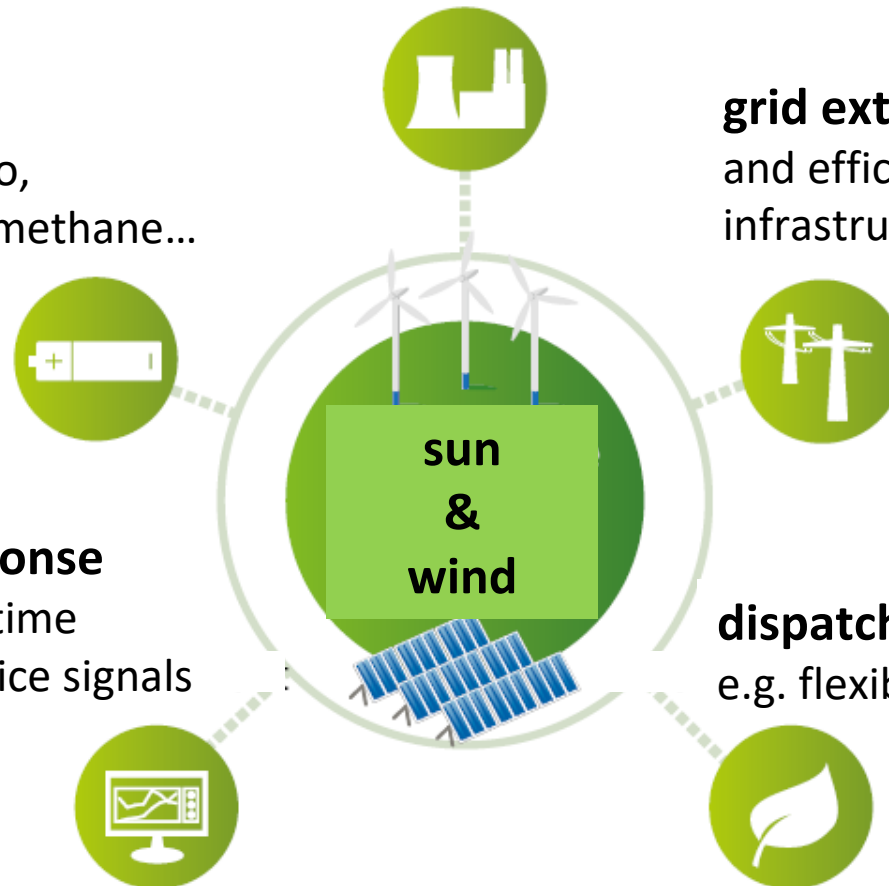 o,
methane…
grid ext
and effic
infrastru
sun
&
wind
onse
time
ice signals
dispatch
e.g. flexib